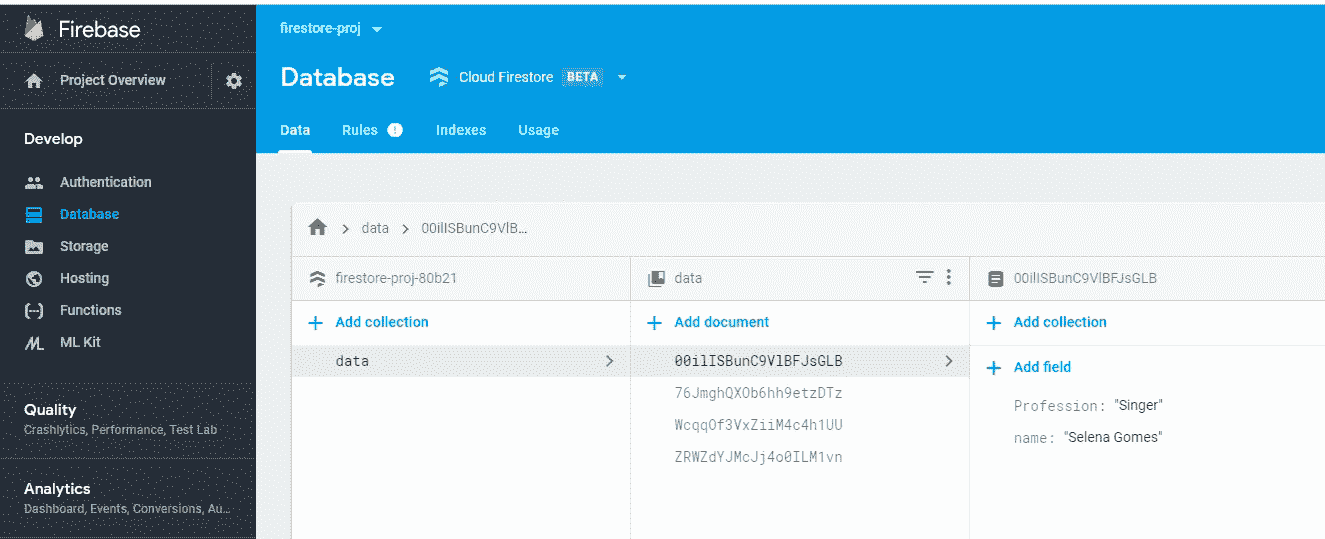 Firebase
Project Overview
Develop
Authentication
Database
Storage
Hosting
Functions
ML Kit
Quality
Crashlytics, Performance, Test Lab
Analytics
Dashboard, Events, Conversions, Au...
firestore-proj
Database Cloud Firestore BETA
Data Rules Indexes Usage
data 00ilISBunC9VlB...
firestore-proj-80b21
Add collection
data
data
Add document
00ilISBunC9VlBFJsGLB
76JmghQXOb6hh9etzDTz
WcqqOf3VxZiiM4c4h1UU
ZRWZdYJMcJj4o0ILM1vn
00ilISBunC9VlBFJsGLB
Add collection
Add field
Profession: "Singer"
name: "Selena Gomes"